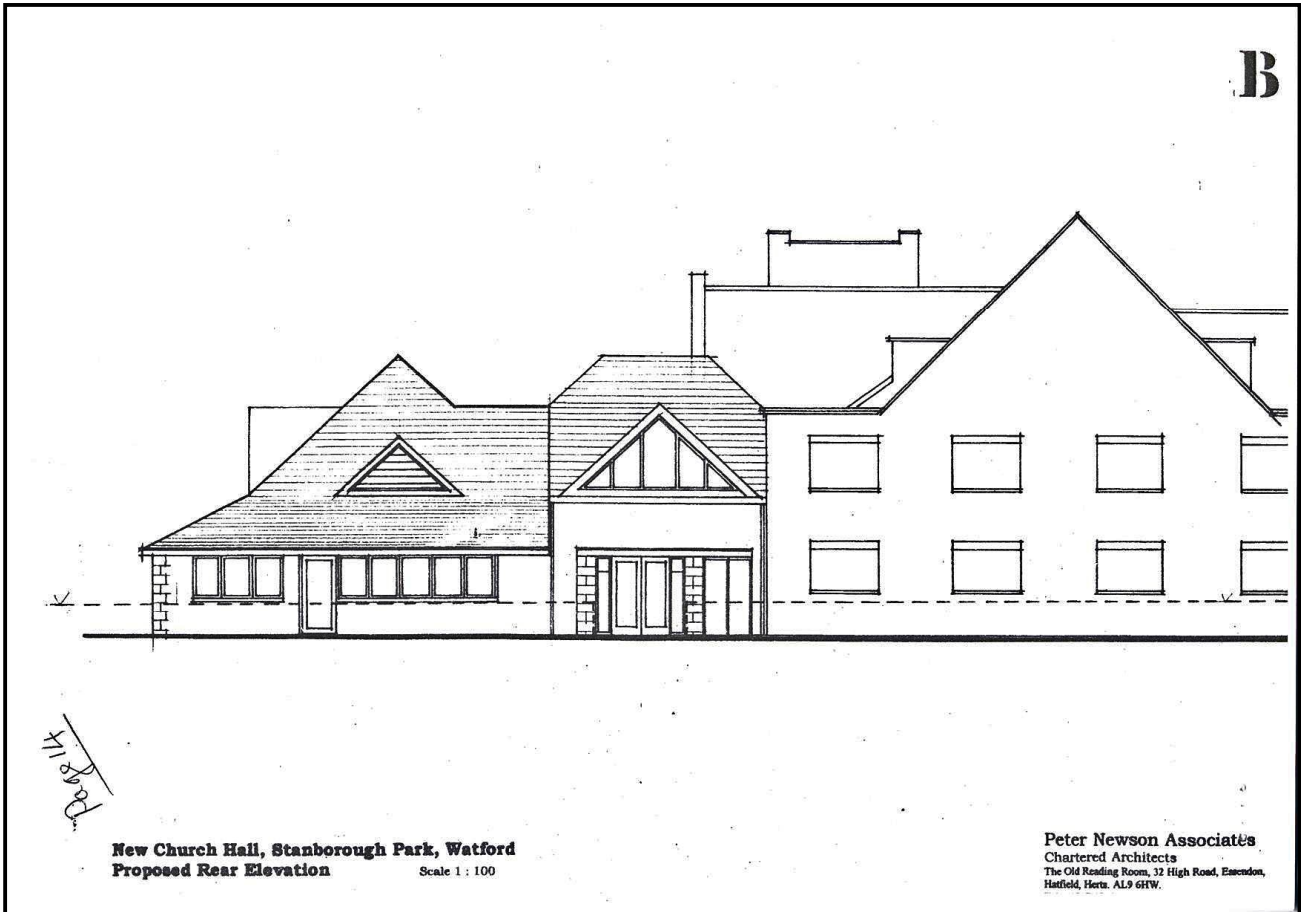 B
Page 14
New Church Hall, Stanborough Park, Watford
Proposed Rear Elevation Scale 1 : 100
Peter Newson Associates
Chartered Architects
The Old Reading Room, 32 High Road, Essendon,
Hatfield, Herts. AL9 6HW.